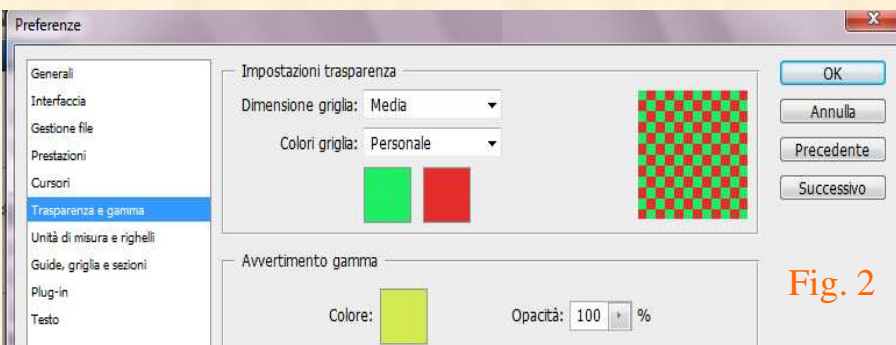 Preferenze
Generali
Interfaccia
Gestione file
Prestazioni
Cursori
Trasparenza e gamma
Unità di misura e righelli
Guide, griglia e sezioni
Plug-in
Testo
Impostazioni trasparenza
Dimensione griglia: Media
Colori griglia: Personale
Avvertimento gamma
Colore:
Opacità: 100 %
OK
Annulla
Precedente
Successivo
Fig. 2